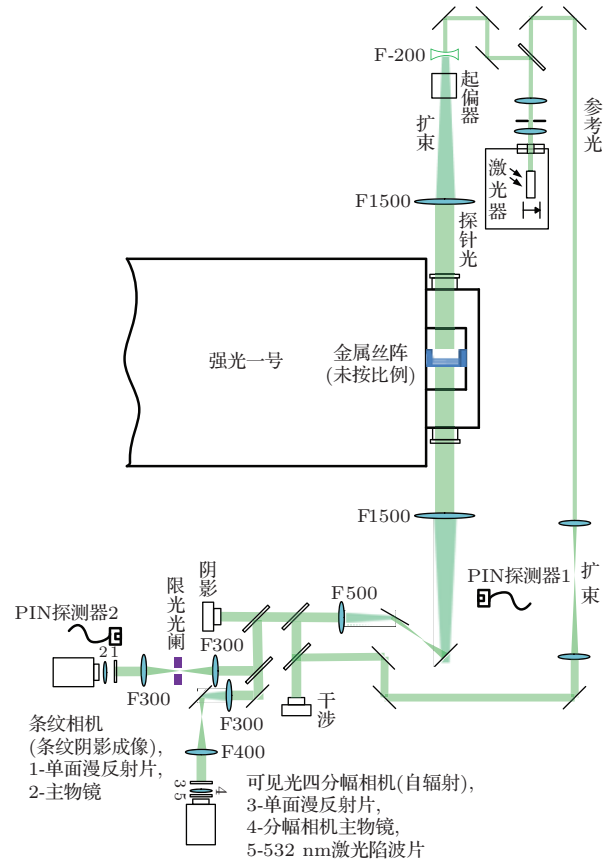 F-200
起偏器
扩束
参考光
激光器
F1500
探针光
强光一号
金属丝阵
(未按比例)
F1500
阴影
限光光阑
PIN探测器2
F500
PIN探测器1
扩束
F300
2 1
F300
F300
干涉
F400
条纹相机
(条纹阴影成像),
1-单面漫反射片,
2-主物镜
3
5
4
可见光四分幅相机(自辐射),
3-单面漫反射片,
4-分幅相机主物镜,
5-532 nm激光陷波片